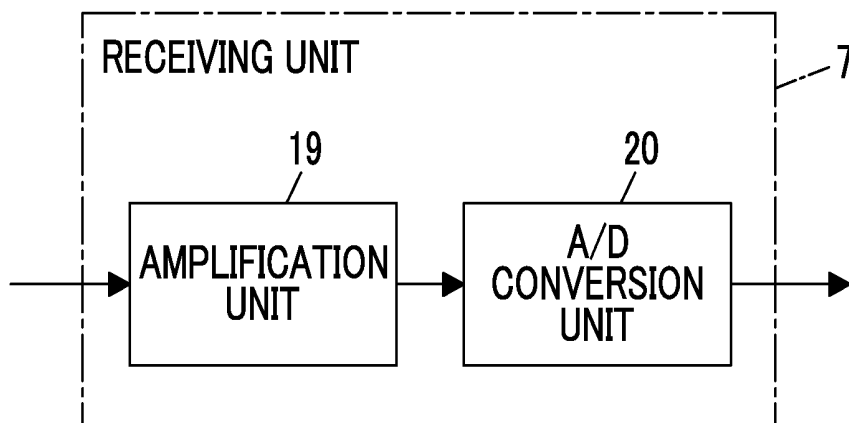 RECEIVING UNIT
7
19
20
AMPLIFICATION
UNIT
A/D
CONVERSION
UNIT